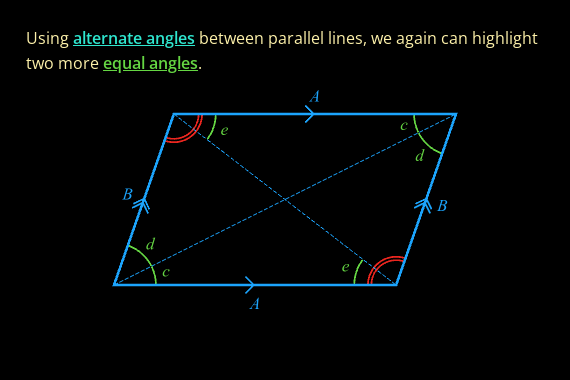 Using alternate angles between parallel lines, we again can highlight
two more equal angles.
A
e
c
d
B
B
d
c
e
A